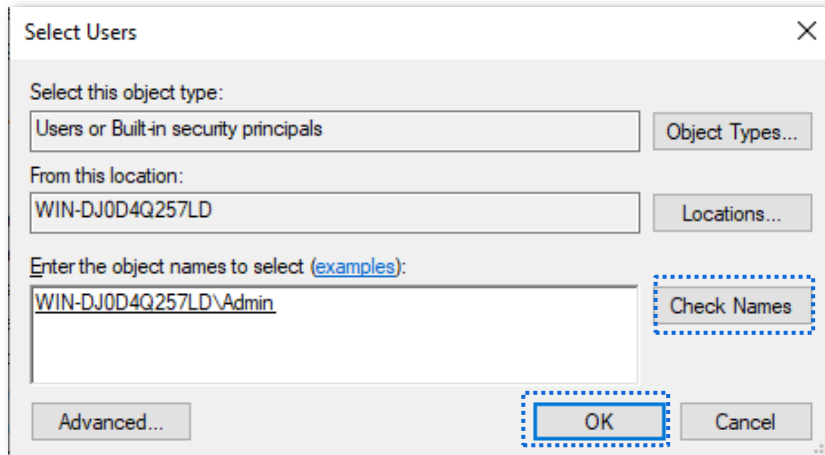 Select Users
Select this object type:
Users or Built-in security principals
Object Types...
From this location:
WIN-DJ0D4Q257LD
Locations...
Enter the object names to select (examples):
WIN-DJ0D4Q257LD\Admin
Check Names
Advanced...
OK
Cancel